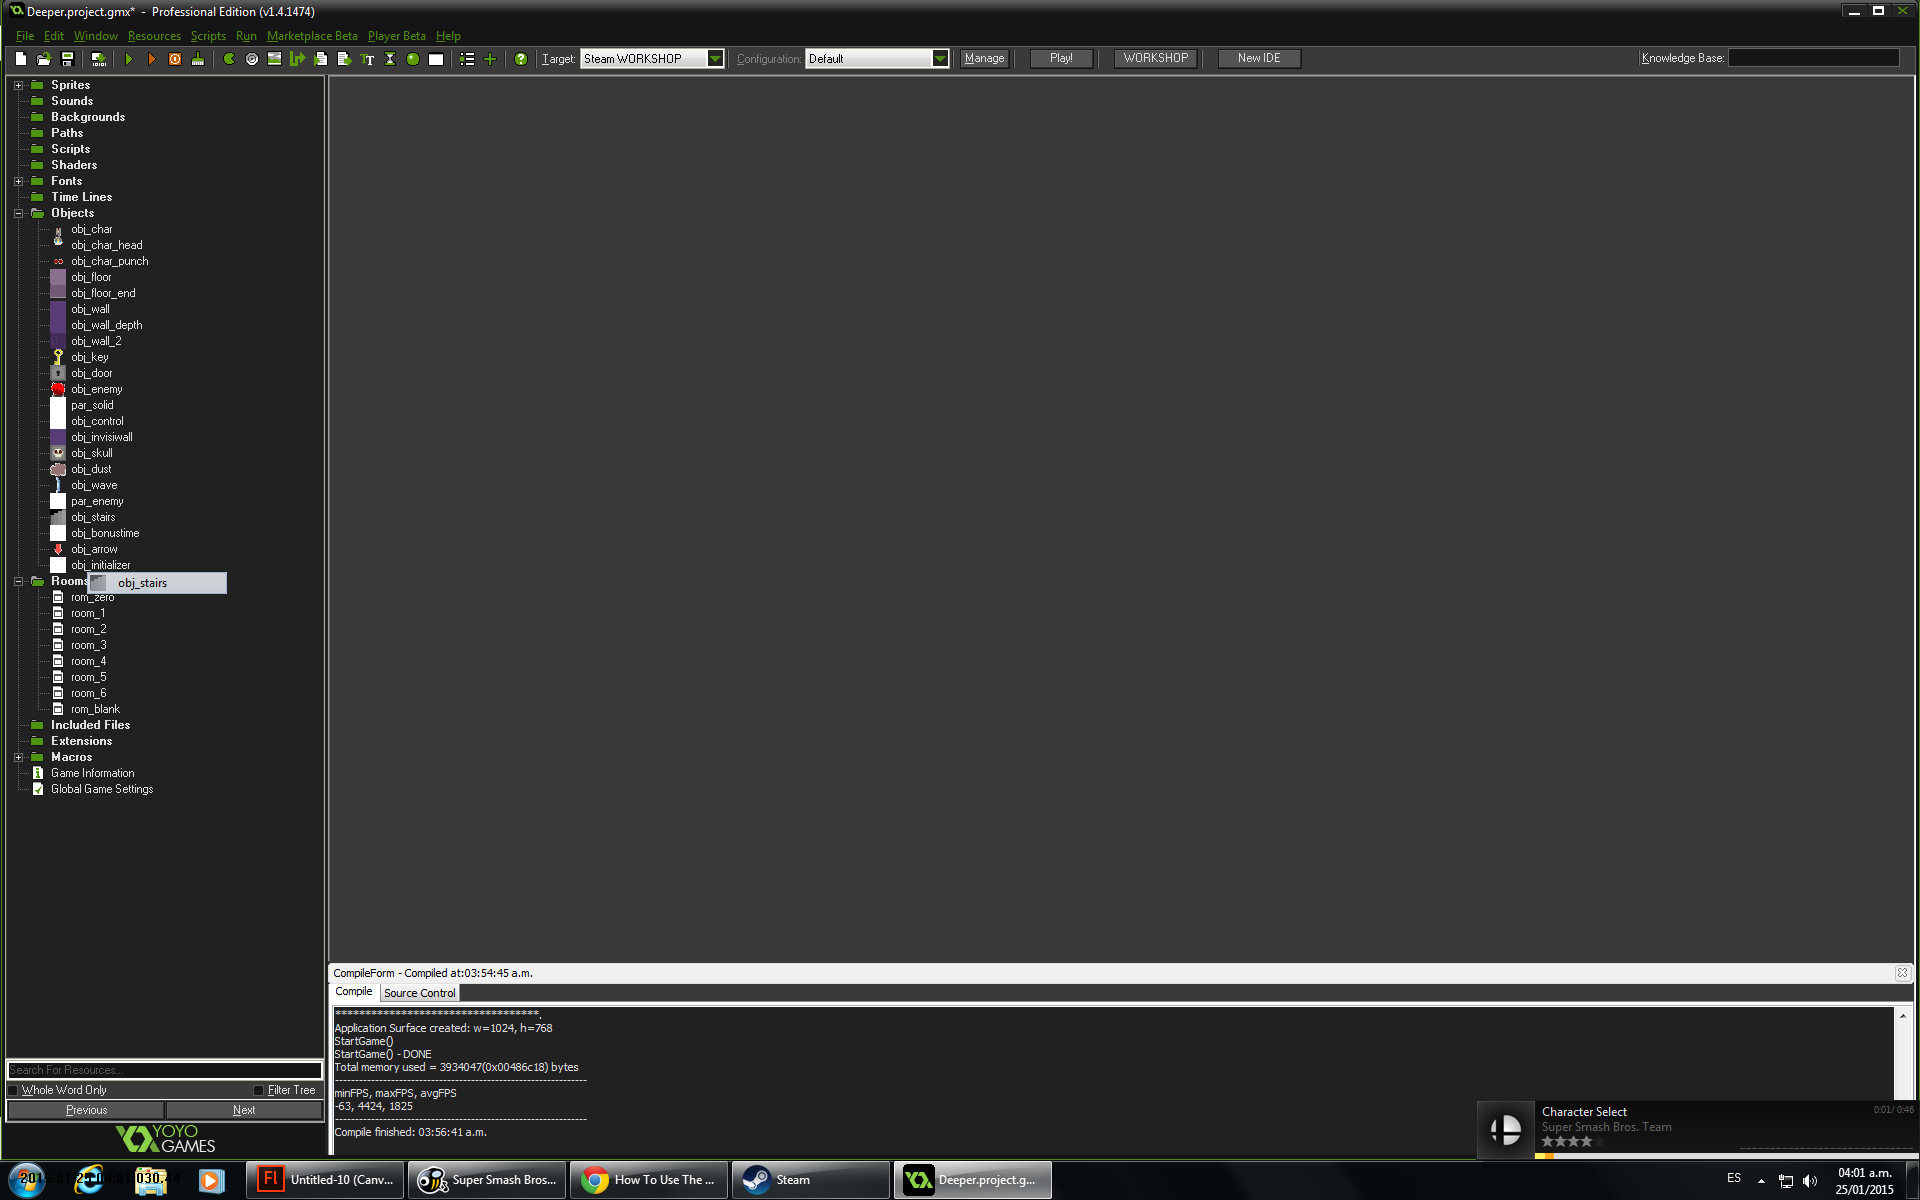 Deeper.project.gmx* - Professional Edition (v1.4.1474)
File Edit Window Resources Scripts Run Marketplace Beta Player Beta Help
Target: Steam WORKSHOP Configuration: Default Manage Play! WORKSHOP New IDE Knowledge Base:
Sprites
Sounds
Backgrounds
Paths
Scripts
Shaders
Fonts
Time Lines
Objects
obj_char
obj_char_head
obj_char_punch
obj_floor
obj_floor_end
obj_wall
obj_wall_depth
obj_wall_2
obj_key
obj_door
obj_enemy
par_solid
obj_control
obj_invisiwall
obj_skull
obj_dust
obj_wave
par_enemy
obj_stairs
obj_bonustime
obj_arrow
obj_initializer
Rooms
obj_stairs
rom_zero
room_1
room_2
room_3
room_4
room_5
room_6
rom_blank
Included Files
Extensions
Macros
Game Information
Global Game Settings
Search For Resources...
Whole Word Only Filter Tree
Previous Next
YOYO GAMES
CompileForm - Compiled at:03:54:45 a.m.
Compile Source Control
**********************************.
Application Surface created: w=1024, h=768
StartGame()
StartGame() - DONE
Total memory used = 3934047(0x00486c18) bytes
minFPS, maxFPS, avgFPS
-63, 4424, 1825
Compile finished: 03:56:41 a.m.
Character Select 0:01/ 0:46
Super Smash Bros. Team
Untitled-10 (Canv... Super Smash Bros... How To Use The ... Steam Deeper.project.g...
ES
04:01 a.m.
25/01/2015